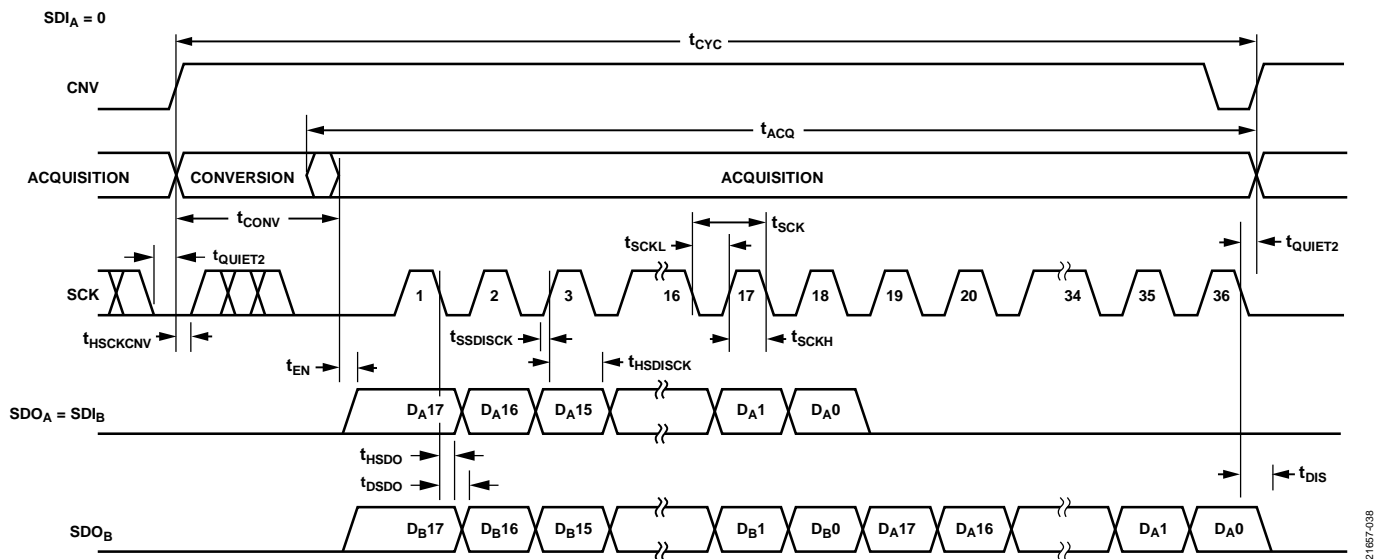 SDIA = 0
tCYC
CNV
tACQ
ACQUISITION CONVERSION ACQUISITION
tCONV
tSCK
tSCKL
tQUIET2 tQUIET2
SCK 1 2 3 16 17 18 19 20 34 35 36
tHSCKCNV tSSDISCK tSCKH
tEN tHSDISCK
SDOA = SDIB DA17 DA16 DA15 DA1 DA0
tHSDO
tDSDO tDIS
SDOB DB17 DB16 DB15 DB1 DB0 DA17 DA16 DA1 DA0
21657-038